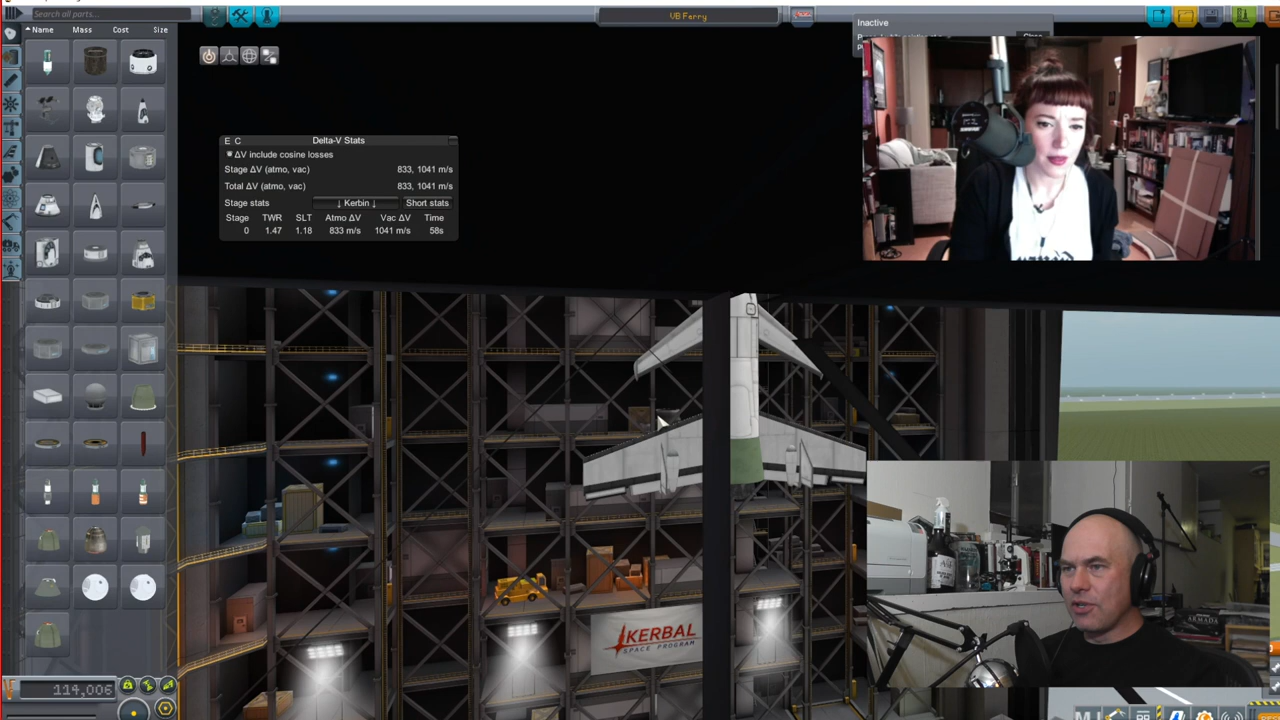 Search all parts...
VB Ferry
Name Mass Cost Size
Inactive
Close
E C Delta-V Stats
ΔV include cosine losses
Stage ΔV (atmo, vac) 833, 1041 m/s
Total ΔV (atmo, vac) 833, 1041 m/s
Stage stats ↓ Kerbin ↓ Short stats
Stage TWR SLT Atmo ΔV Vac ΔV Time
0 1.47 1.18 833 m/s 1041 m/s 58s
KERBAL
SPACE PROGRAM
ARMADA
114,006